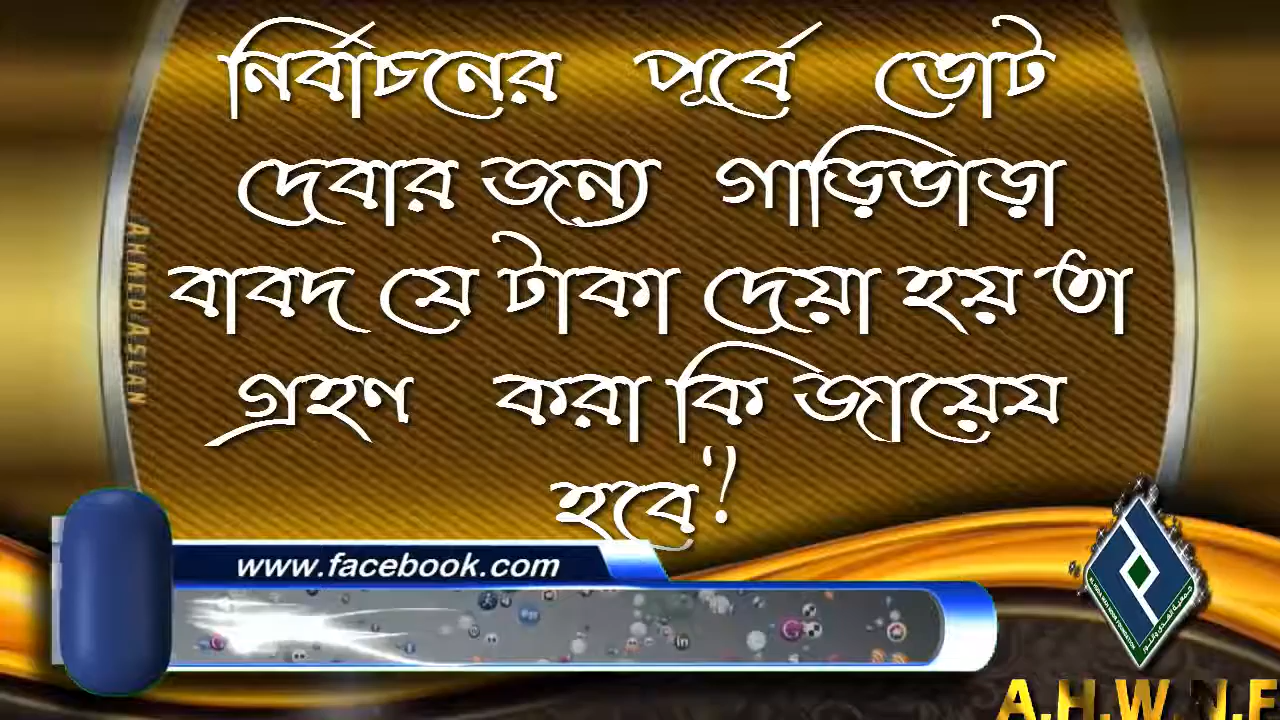 নির্বাচনের পূর্বে ভোট
দেবার জন্য গাড়িভাড়া
বাবদ যে টাকা দেয়া হয় তা
গ্রহণ করা কি জায়েয
হবে?
AHMED ASLAN
www.facebook.com
A.H.W.N.F